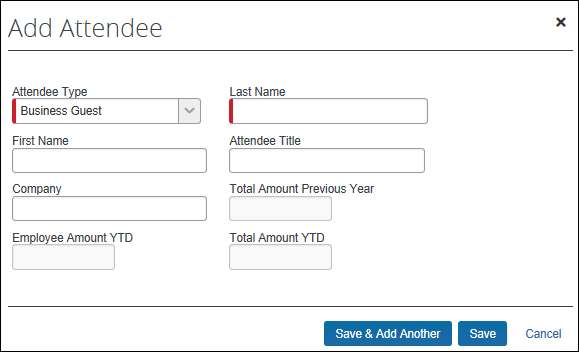 Add Attendee ×
Attendee Type Last Name
Business Guest
First Name Attendee Title
Company Total Amount Previous Year
Employee Amount YTD Total Amount YTD
Save & Add Another Save Cancel